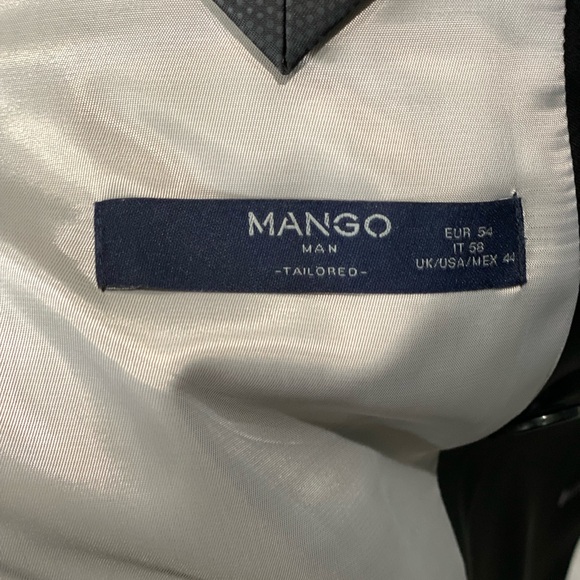 MANGO
MAN
-TAILORED-
EUR 54
IT 58
UK/USA/MEX 44